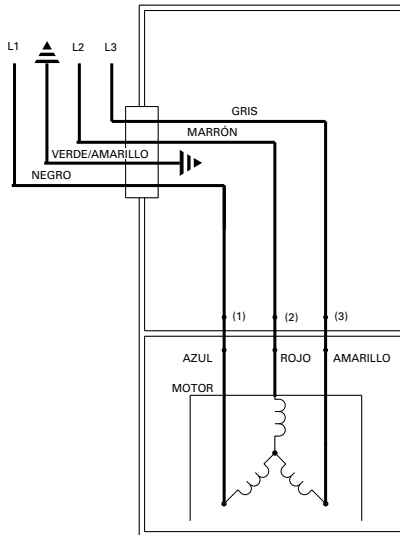 L1 L2 L3
GRIS
MARRÓN
VERDE/AMARILLO
NEGRO
(1) (2) (3)
AZUL ROJO AMARILLO
MOTOR